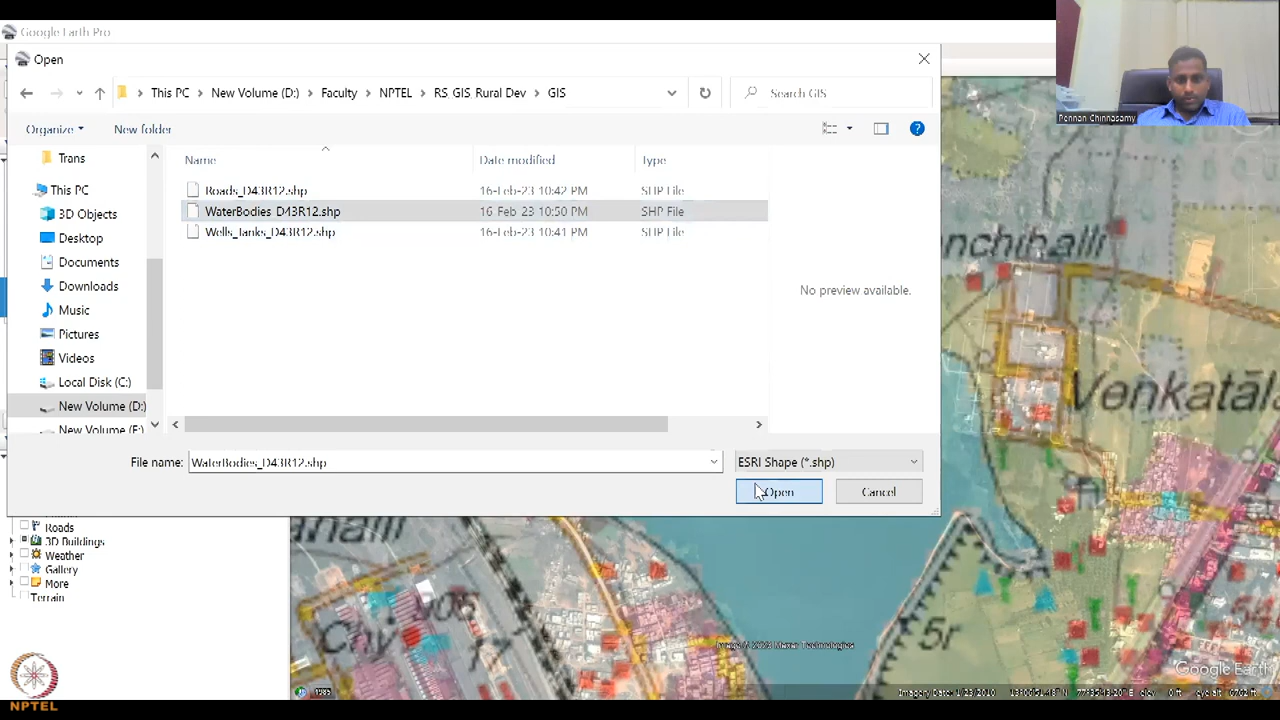 Google Earth Pro
Open
This PC > New Volume (D:) > Faculty > NPTEL > RS_GIS_Rural Dev > GIS
Search GIS
Organize
New folder
Trans
This PC
3D Objects
Desktop
Documents
Downloads
Music
Pictures
Videos
Local Disk (C:)
New Volume (D:)
New Volume (F:)
Name Date modified Type
Roads_D43R12.shp 16-Feb-23 10:42 PM SHP File
WaterBodies_D43R12.shp 16-Feb-23 10:50 PM SHP File
Wells_Tanks_D43R12.shp 16-Feb-23 10:41 PM SHP File
No preview available.
File name: WaterBodies_D43R12.shp
ESRI Shape (*.shp)
Open
Cancel
Pennan Chinnasamy
nchihalli
Venkatāla
Roads
3D Buildings
Weather
Gallery
More
Terrain
5r
1985
Google Earth
NPTEL